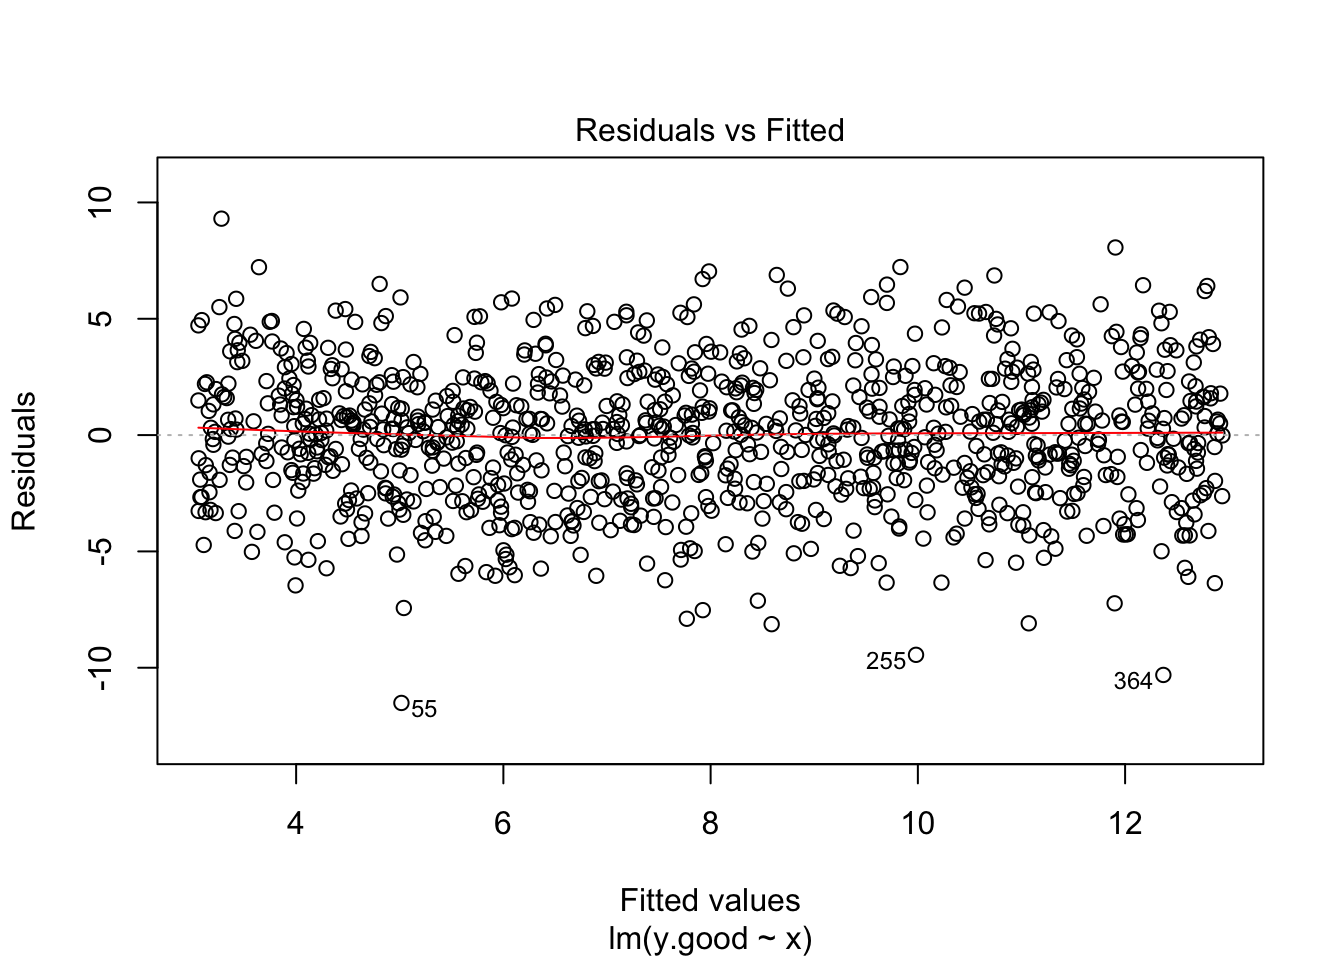 Residuals vs Fitted
Residuals
10
5
0
-5
-10
255
364
55
4 6 8 10 12
Fitted values
lm(y.good ~ x)